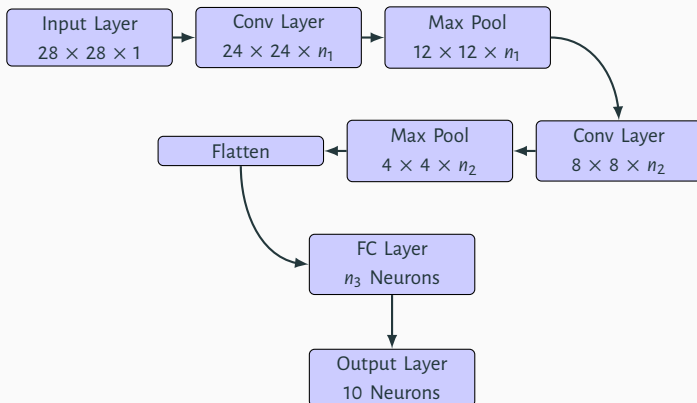 Input Layer
28 × 28 × 1
Conv Layer
24 × 24 × n₁
Max Pool
12 × 12 × n₁
Conv Layer
8 × 8 × n₂
Max Pool
4 × 4 × n₂
Flatten
FC Layer
n₃ Neurons
Output Layer
10 Neurons